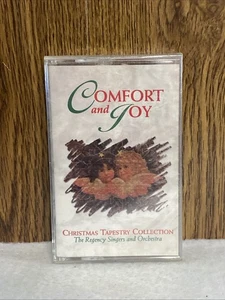 COMFORT
and JOY
CHRISTMAS TAPESTRY COLLECTION
The Regency Singers and Orchestra